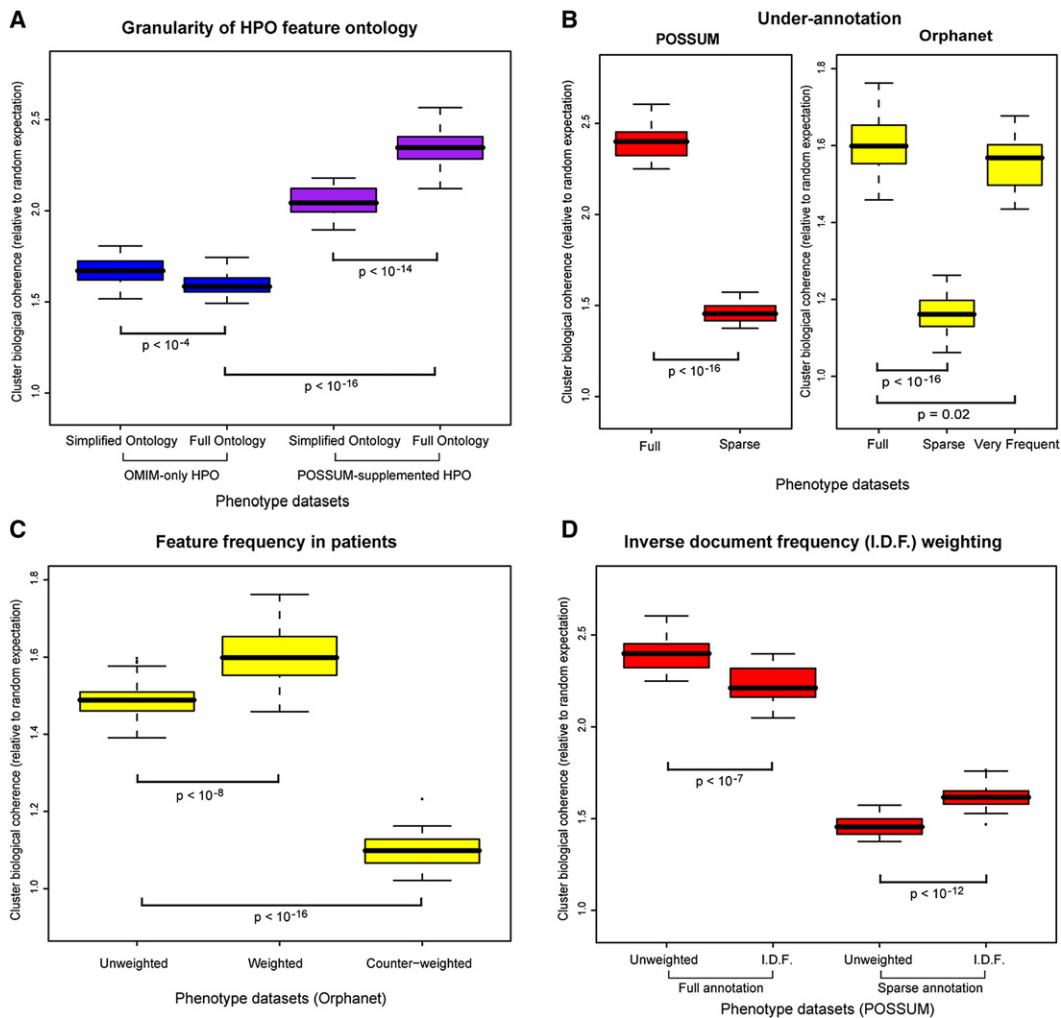 A
Granularity of HPO feature ontology
Cluster biological coherence (relative to random expectation)
2.5
2.0
1.5
1.0
p < 10-14
p < 10-4
p < 10-16
Simplified Ontology Full Ontology Simplified Ontology Full Ontology
OMIM-only HPO POSSUM-supplemented HPO
Phenotype datasets
B
Under-annotation
POSSUM
Orphanet
Cluster biological coherence (relative to random expectation)
2.5
2.0
1.5
1.0
p < 10-16
Full Sparse
Cluster biological coherence (relative to random expectation)
1.8
1.6
1.4
1.2
1.0
p < 10-16
p = 0.02
Full Sparse Very Frequent
Phenotype datasets
C
Feature frequency in patients
Cluster biological coherence (relative to random expectation)
1.8
1.6
1.4
1.2
1.0
p < 10-8
p < 10-16
Unweighted Weighted Counter-weighted
Phenotype datasets (Orphanet)
D
Inverse document frequency (I.D.F.) weighting
Cluster biological coherence (relative to random expectation)
2.5
2.0
1.5
1.0
p < 10-7
p < 10-12
Unweighted I.D.F. Unweighted I.D.F.
Full annotation Sparse annotation
Phenotype datasets (POSSUM)